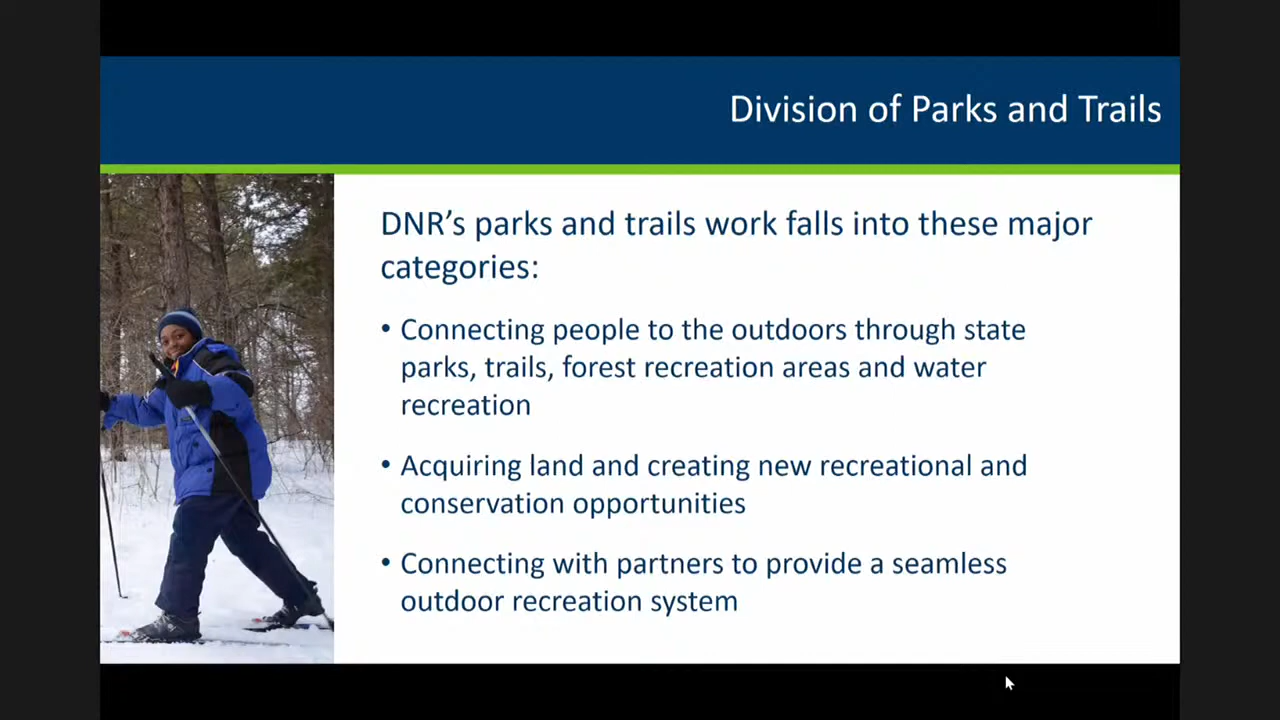 Division of Parks and Trails
DNR’s parks and trails work falls into these major
categories:
• Connecting people to the outdoors through state
parks, trails, forest recreation areas and water
recreation
• Acquiring land and creating new recreational and
conservation opportunities
• Connecting with partners to provide a seamless
outdoor recreation system